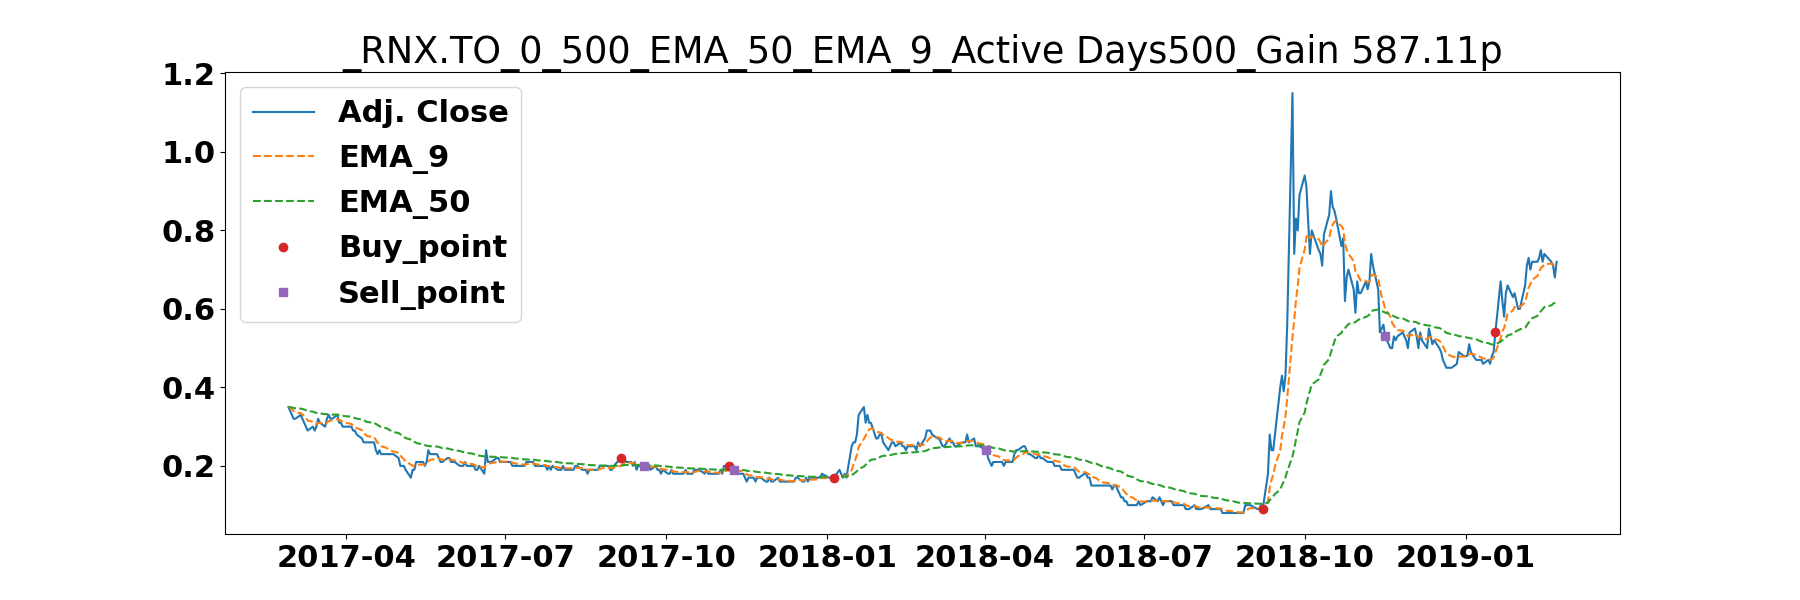 _RNX.TO_0_500_EMA_50_EMA_9_Active Days500_Gain 587.11p
1.2
1.0
0.8
0.6
0.4
0.2
Adj. Close
EMA_9
EMA_50
Buy_point
Sell_point
2017-04 2017-07 2017-10 2018-01 2018-04 2018-07 2018-10 2019-01